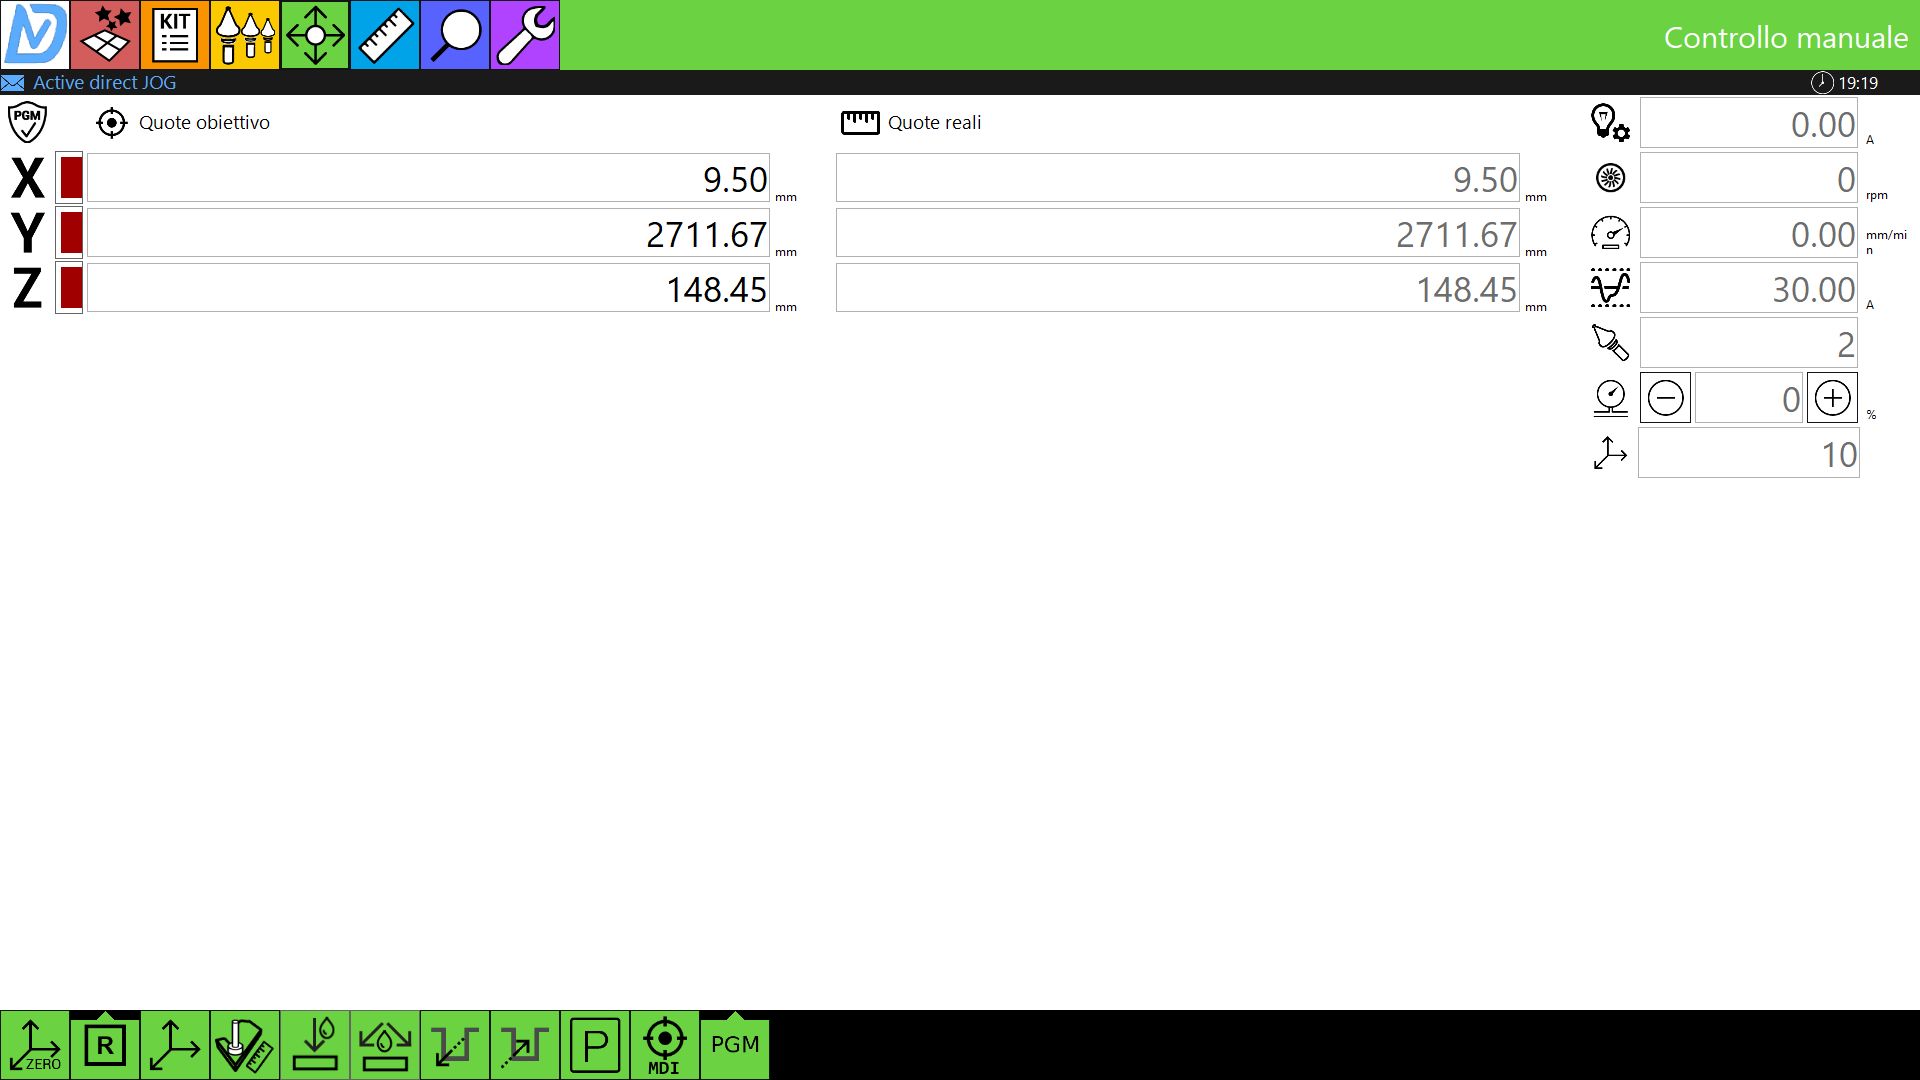 KIT
Controllo manuale
Active direct JOG
19:19
PGM
Quote obiettivo
Quote reali
0.00 A
X 9.50 mm 9.50 mm
0 rpm
Y 2711.67 mm 2711.67 mm
0.00 mm/mi
n
Z 148.45 mm 148.45 mm
30.00 A
2
0 %
10
ZERO
R
P
MDI
PGM